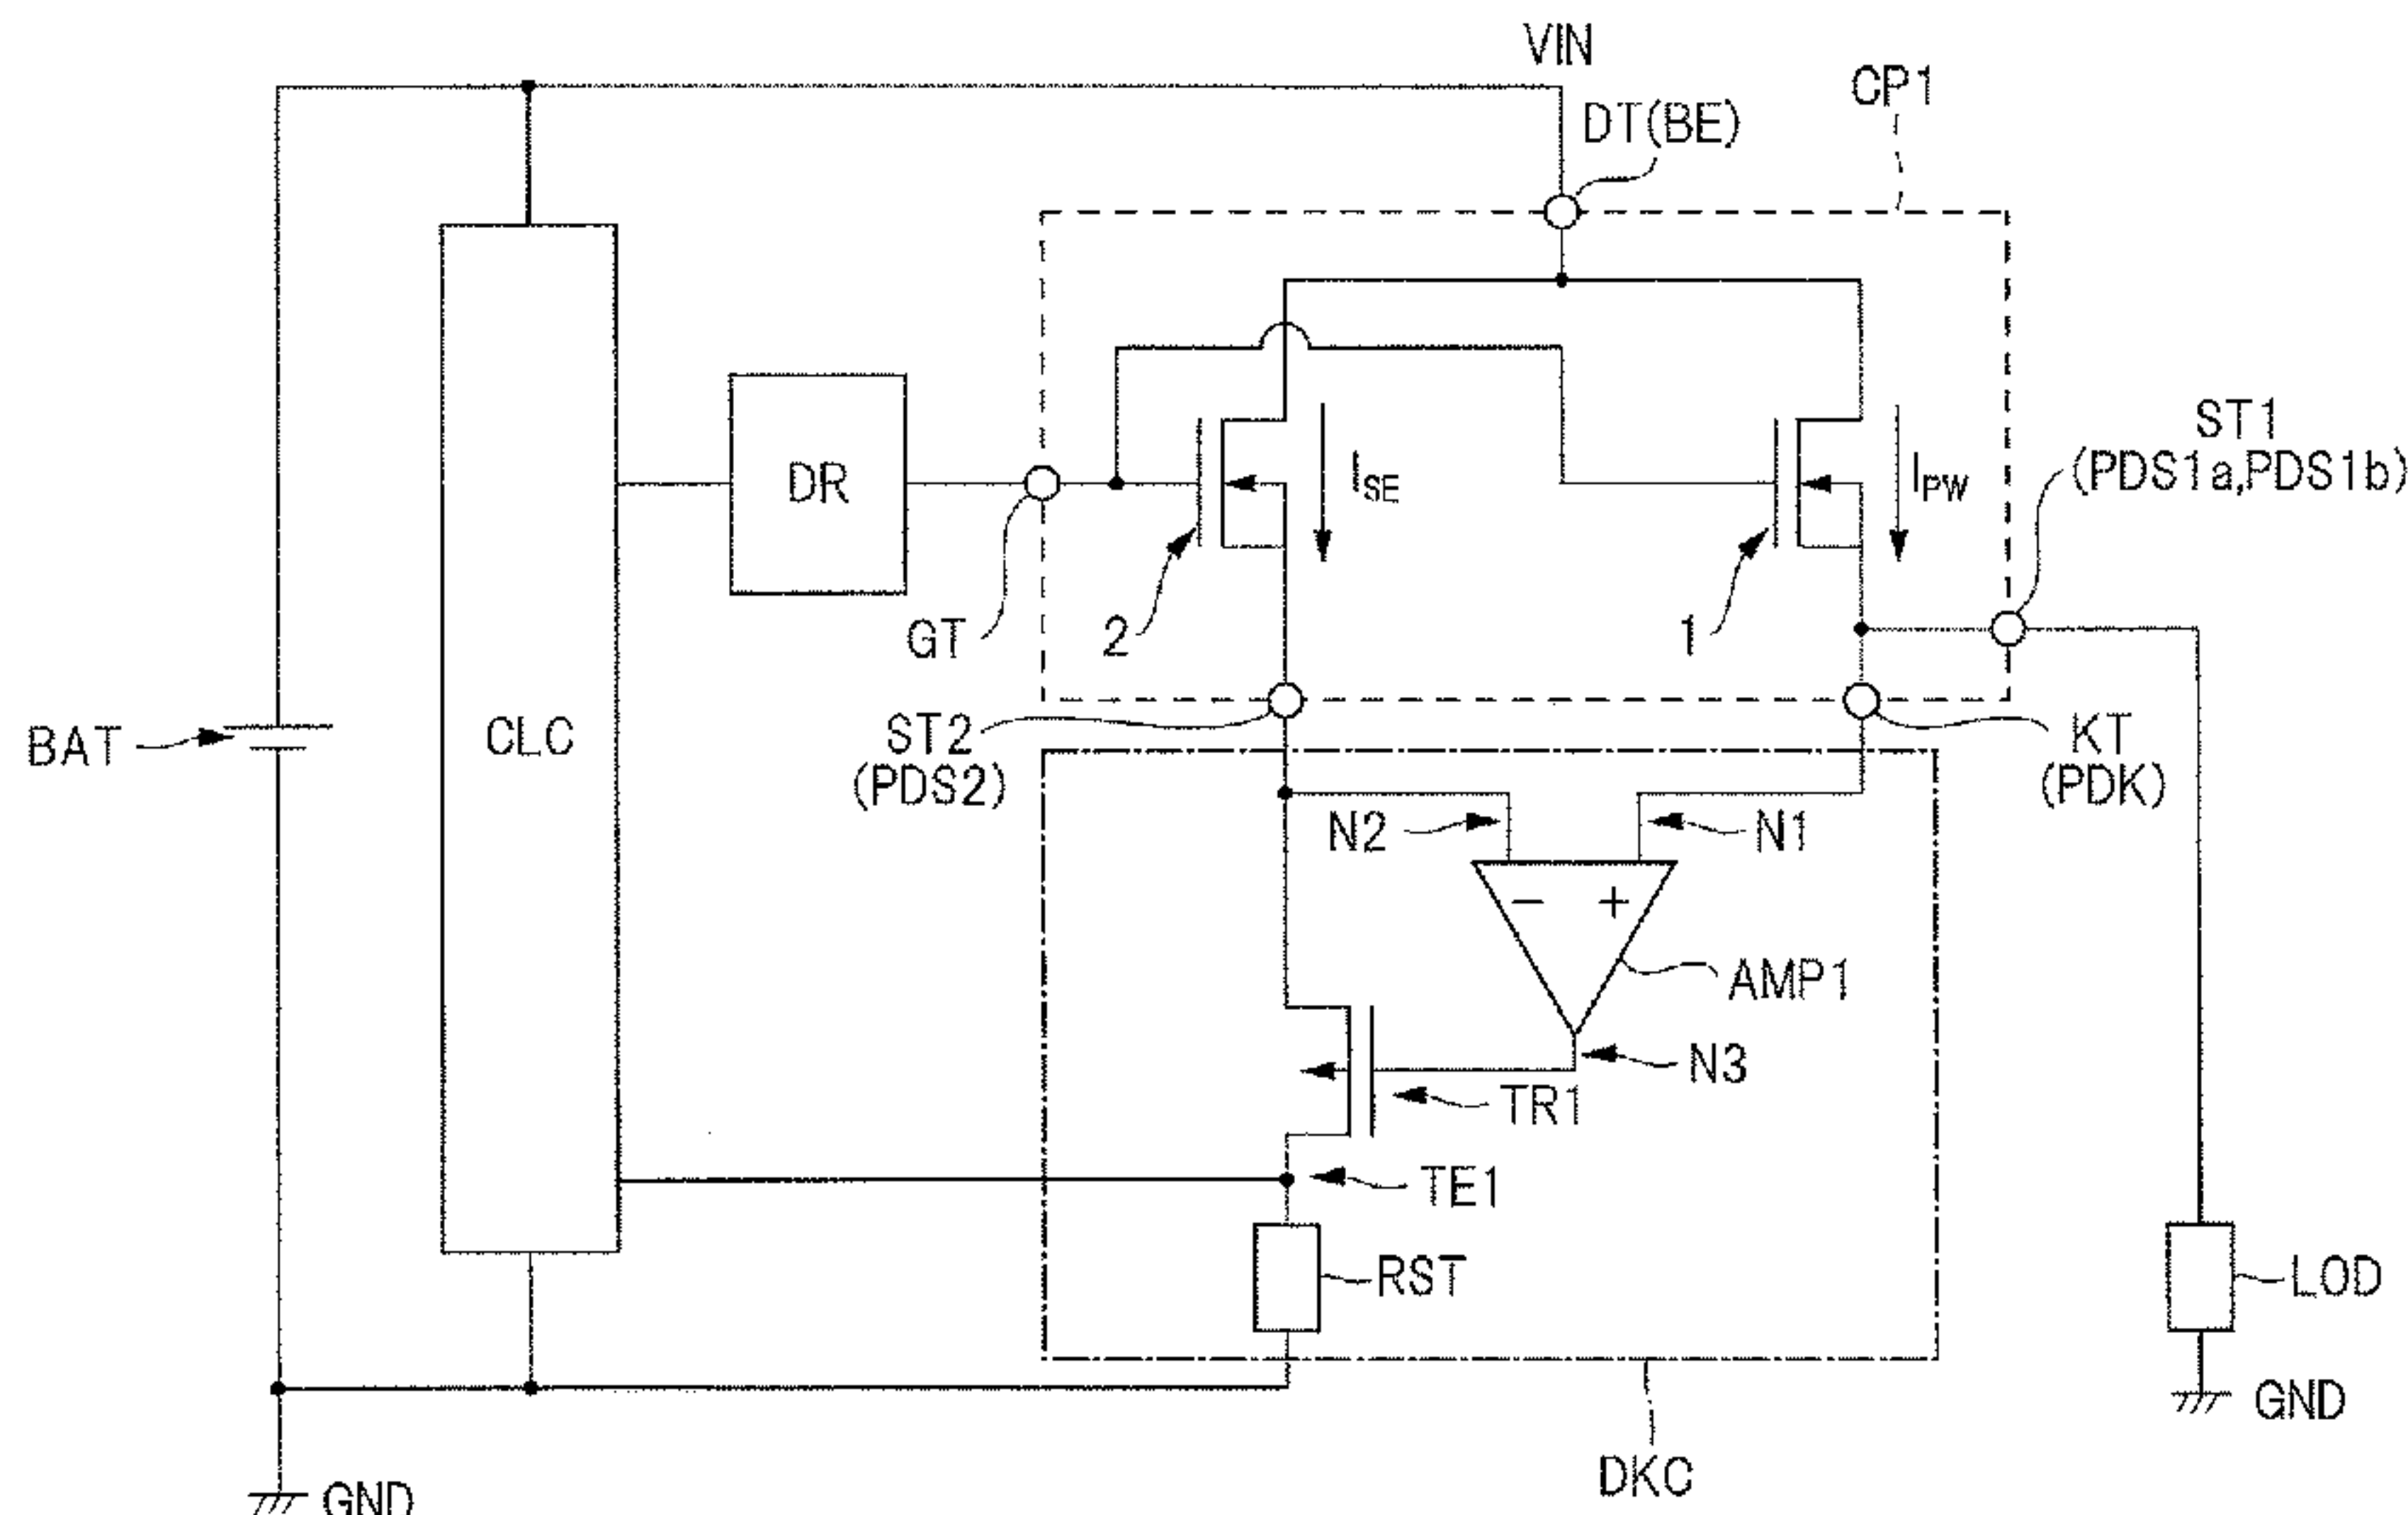 VIN
CP1
DT(BE)
ST1
(PDS1a,PDS1b)
ISE
IPW
DR
GT
2
1
BAT
CLC
ST2
(PDS2)
KT
(PDK)
N2
N1
− +
AMP1
N3
TR1
TE1
RST
LOD
GND
DKC
GND